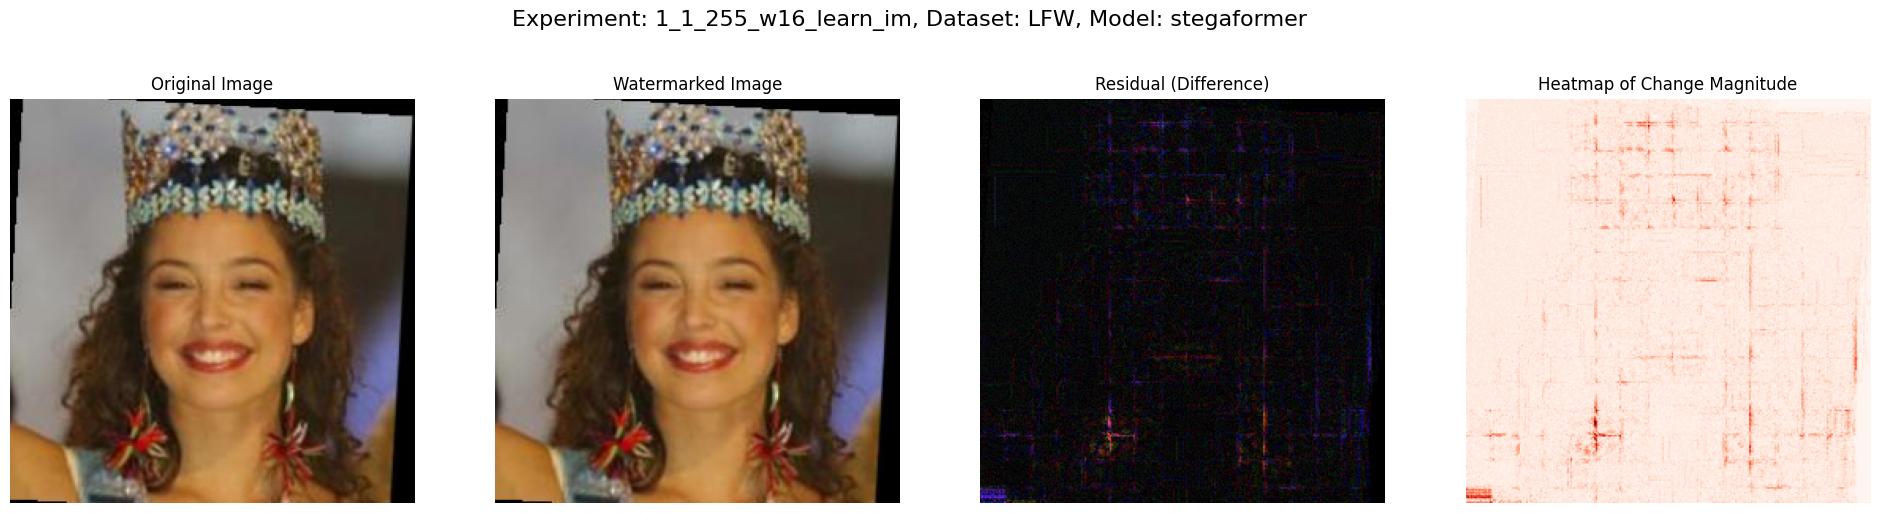 Experiment: 1_1_255_w16_learn_im, Dataset: LFW, Model: stegaformer
Original Image
Watermarked Image
Residual (Difference)
Heatmap of Change Magnitude